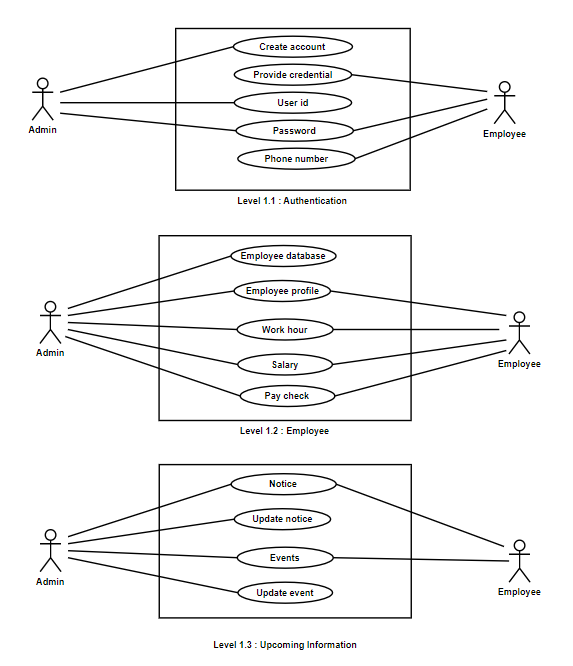 Create account
Provide credential
User id
Password
Phone number
Admin
Employee
Level 1.1 : Authentication
Employee database
Employee profile
Work hour
Salary
Pay check
Admin
Employee
Level 1.2 : Employee
Notice
Update notice
Events
Update event
Admin
Employee
Level 1.3 : Upcoming Information